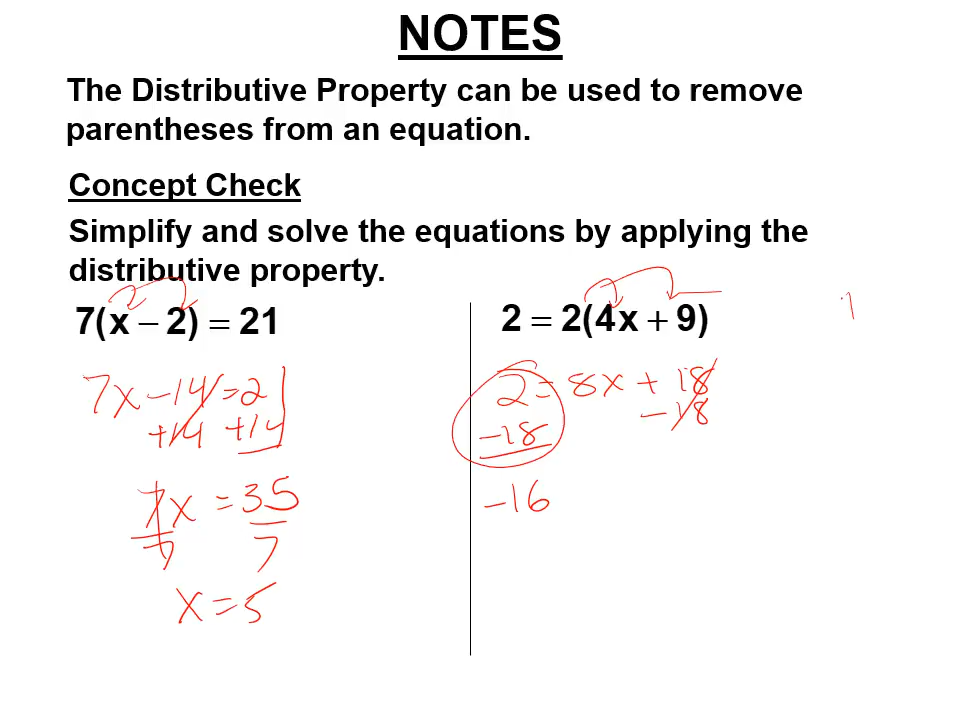 NOTES
The Distributive Property can be used to remove
parentheses from an equation.
Concept Check
Simplify and solve the equations by applying the
distributive property.
7(x − 2) = 21
7x − 14 = 21
+14 +14
7x = 35
7 7
x = 5
2 = 2(4x + 9)
2 = 8x + 18
−18 −18
−16